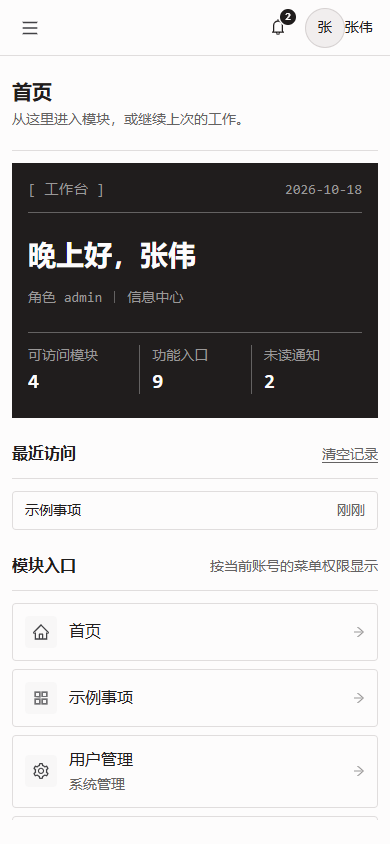 2
张 张伟
首页
从这里进入模块，或继续上次的工作。
[ 工作台 ] 2026-10-18
晚上好，张伟
角色 admin | 信息中心
可访问模块 功能入口 未读通知
4 9 2
最近访问 清空记录
示例事项 刚刚
模块入口 按当前账号的菜单权限显示
首页
示例事项
用户管理
系统管理